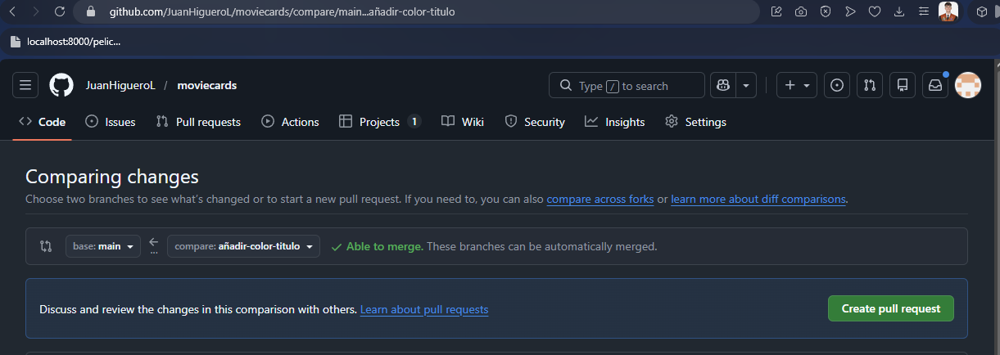 github.com/JuanHigueroL/moviecards/compare/main...añadir-color-titulo
localhost:8000/pelic...
JuanHigueroL / moviecards
Type / to search
Code Issues Pull requests Actions Projects 1 Wiki Security Insights Settings
Comparing changes
Choose two branches to see what's changed or to start a new pull request. If you need to, you can also compare across forks or learn more about diff comparisons.
base: main ... compare: añadir-color-titulo Able to merge. These branches can be automatically merged.
Discuss and review the changes in this comparison with others. Learn about pull requests Create pull request